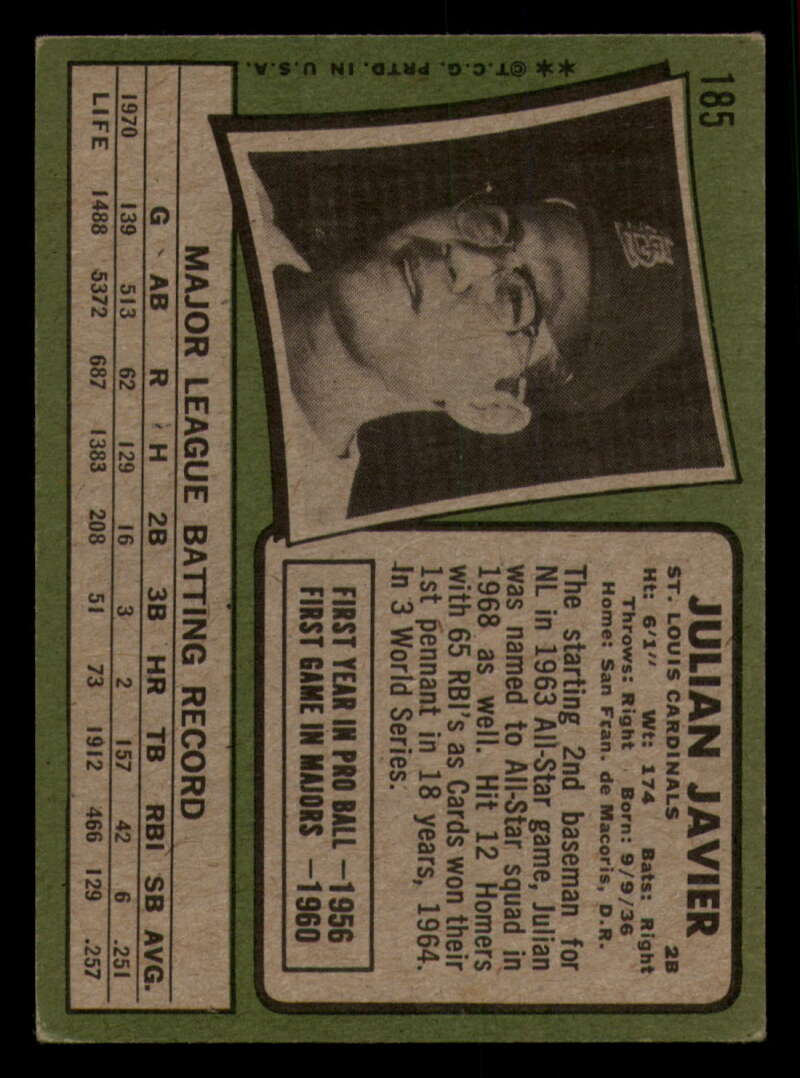 185
**©T.C.G. PRTD. IN U.S.A.
JULIAN JAVIER
ST. LOUIS CARDINALS 2B
Ht: 6'1" Wt: 174 Bats: Right
Throws: Right Born: 9/9/36
Home: San Fran. de Macoris, D.R.
The starting 2nd baseman for
NL in 1963 All-Star game, Julian
was named to All-Star squad in
1968 as well. Hit 12 Homers
with 65 RBI's as Cards won their
1st pennant in 18 years, 1964.
In 3 World Series.
FIRST YEAR IN PRO BALL —1956
FIRST GAME IN MAJORS —1960
MAJOR LEAGUE BATTING RECORD
G AB R H 2B 3B HR TB RBI SB AVG.
1970 139 513 62 129 16 3 2 157 42 6 .251
LIFE 1488 5372 687 1383 208 51 73 1912 466 129 .257